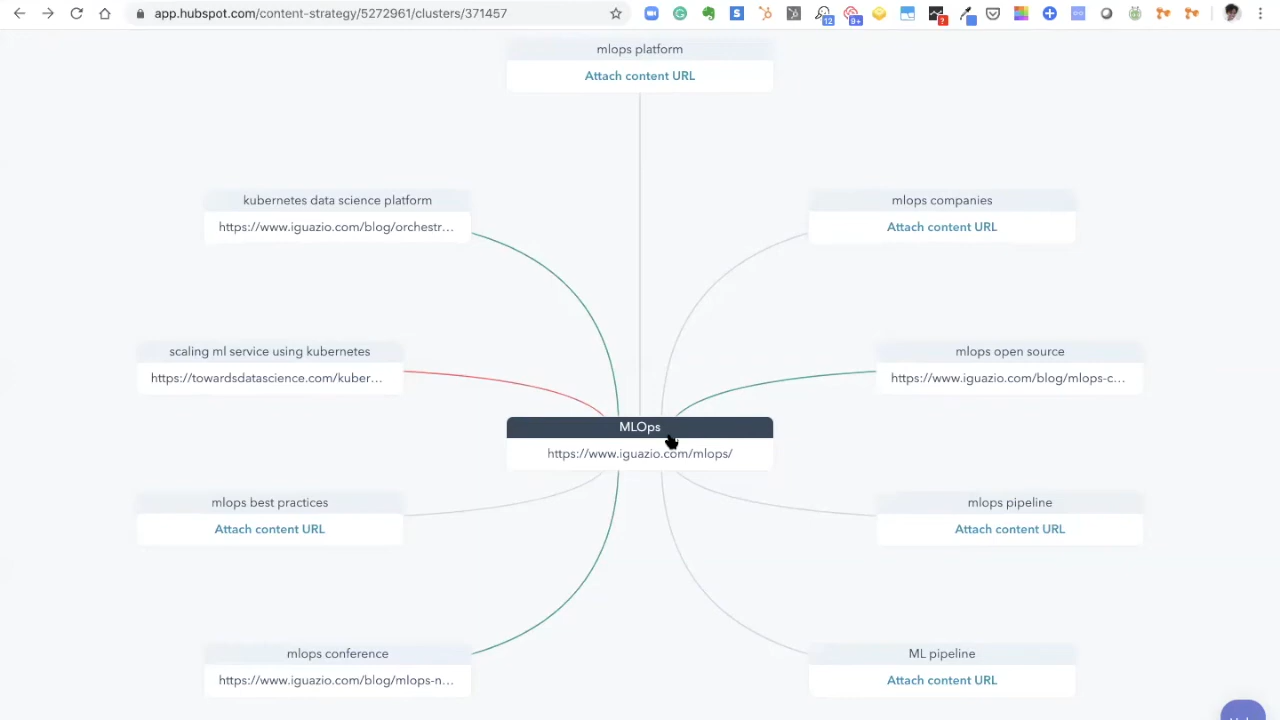 app.hubspot.com/content-strategy/5272961/clusters/371457
12
9+
?
mlops platform
Attach content URL
kubernetes data science platform
https://www.iguazio.com/blog/orchestr...
mlops companies
Attach content URL
scaling ml service using kubernetes
https://towardsdatascience.com/kuber...
mlops open source
https://www.iguazio.com/blog/mlops-c...
MLOps
https://www.iguazio.com/mlops/
mlops best practices
Attach content URL
mlops pipeline
Attach content URL
mlops conference
https://www.iguazio.com/blog/mlops-n...
ML pipeline
Attach content URL